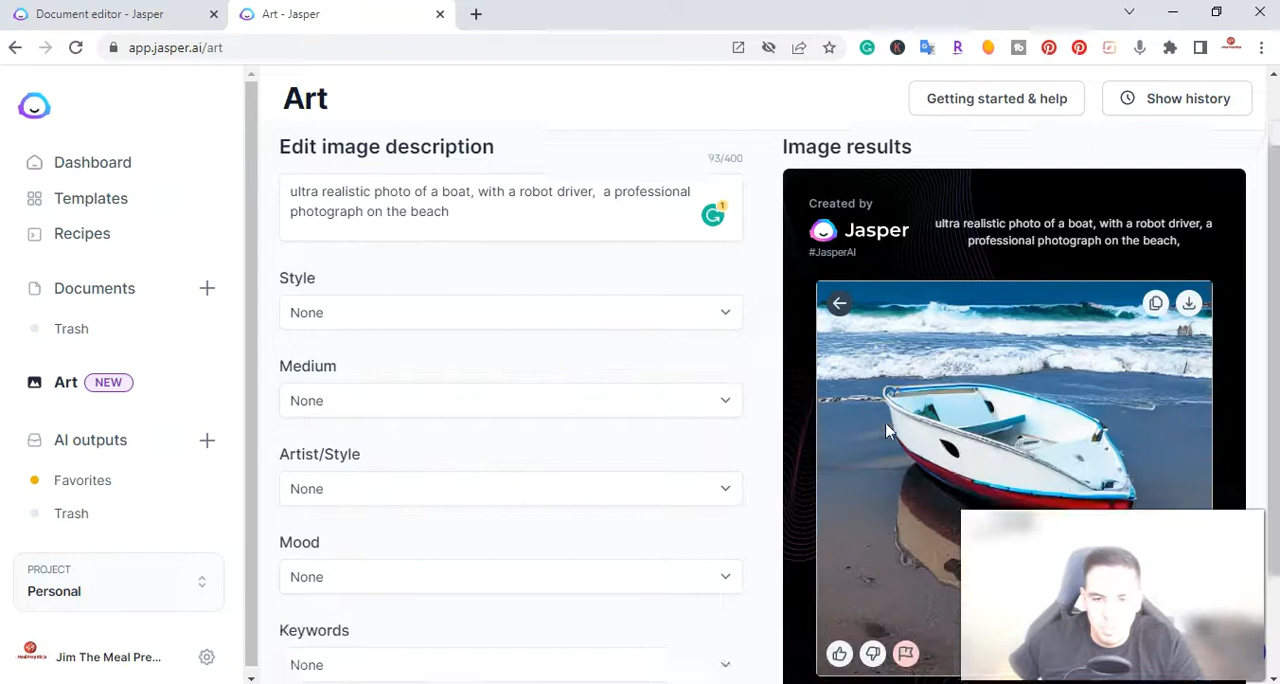 Document editor - Jasper
Art - Jasper
app.jasper.ai/art
Dashboard
Templates
Recipes
Documents
Trash
Art NEW
AI outputs
Favorites
Trash
PROJECT
Personal
Jim The Meal Pre...
Art
Getting started & help
Show history
Edit image description
93/400
ultra realistic photo of a boat, with a robot driver, a professional
photograph on the beach
1
Style
None
Medium
None
Artist/Style
None
Mood
None
Keywords
None
Image results
Created by
Jasper
#JasperAI
ultra realistic photo of a boat, with a robot driver, a
professional photograph on the beach,